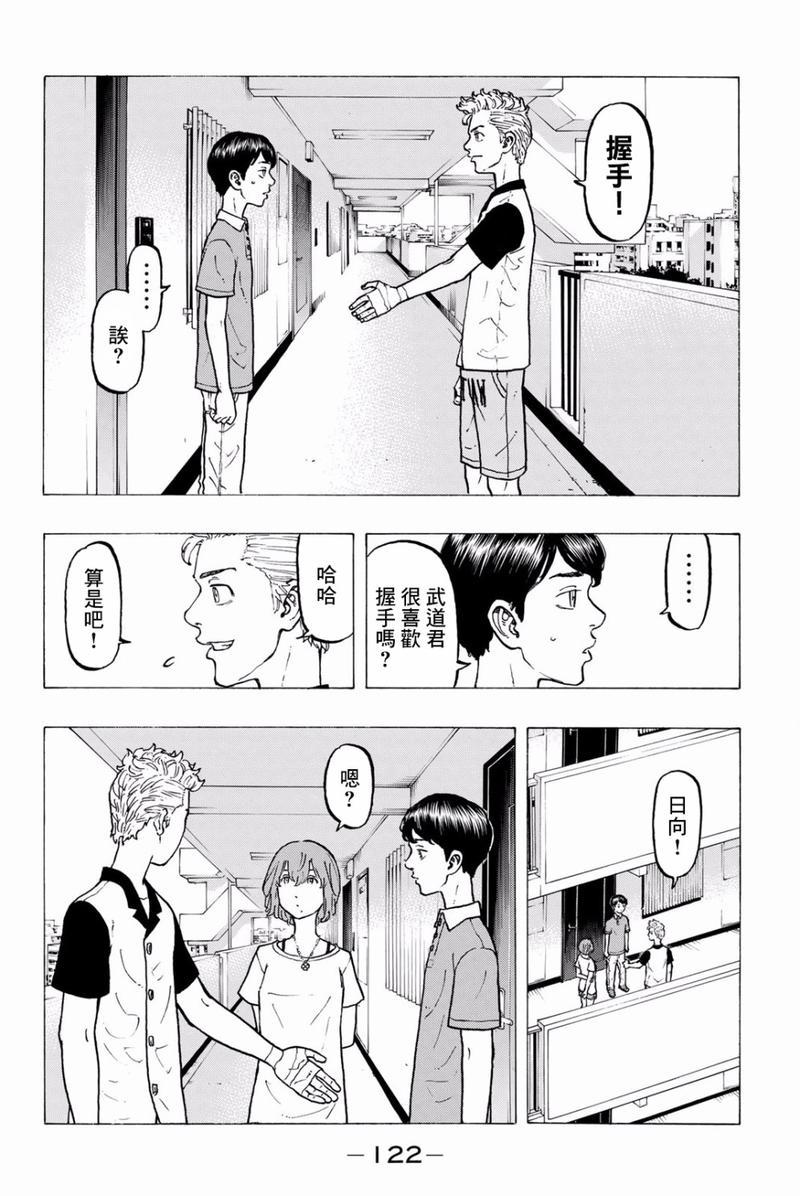 握手！
……
誒？
……
武道君
很喜歡
握手嗎？
哈哈
算是吧！
日向！
嗯？
—122—